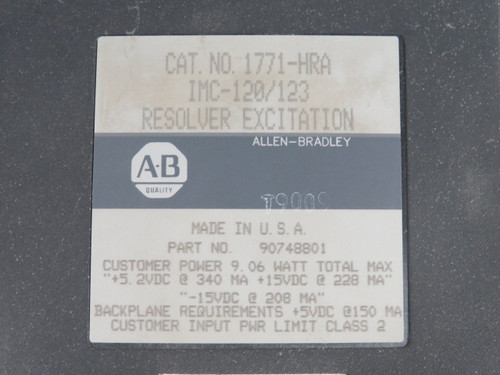 CAT. NO. 1771-HRA
IMC-120/123
RESOLVER EXCITATION
ALLEN-BRADLEY
A-B
QUALITY
T9009
MADE IN U.S.A.
PART NO. 90748801
CUSTOMER POWER 9.06 WATT TOTAL MAX
"+5.2VDC @ 340 MA +15VDC @ 228 MA"
"-15VDC @ 208 MA"
BACKPLANE REQUIREMENTS +5VDC @150 MA
CUSTOMER INPUT PWR LIMIT CLASS 2